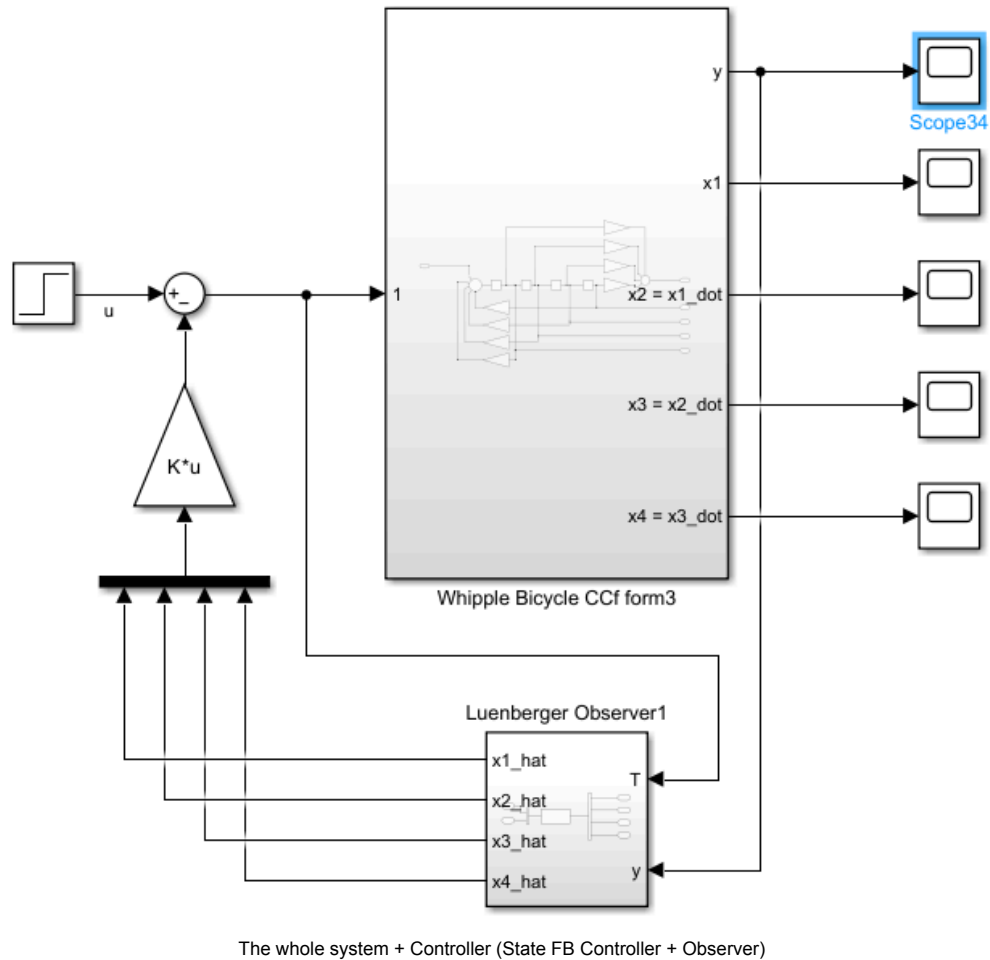 y
Scope34
x1
+
_
u
1
x2 = x1_dot
x3 = x2_dot
K*u
x4 = x3_dot
Whipple Bicycle CCf form3
Luenberger Observer1
x1_hat
T
x2_hat
x3_hat
y
x4_hat
The whole system + Controller (State FB Controller + Observer)